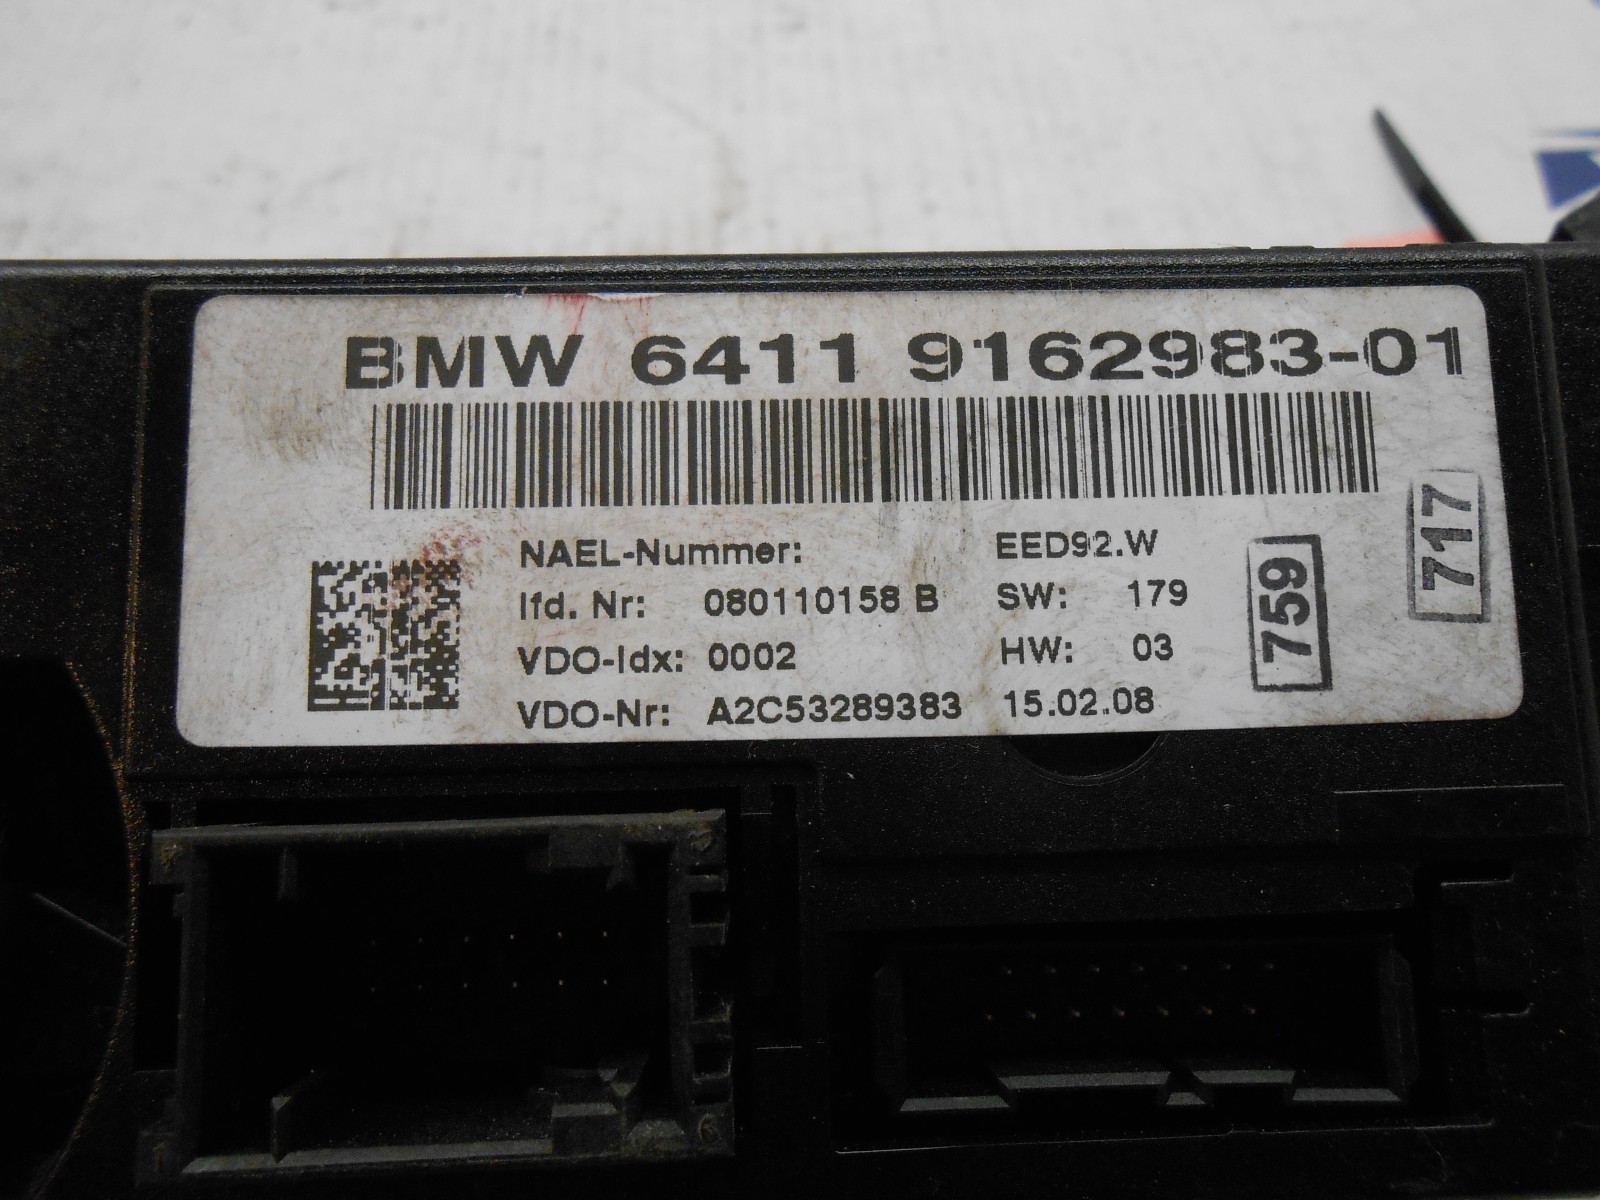 BMW 6411 9162983-01
NAEL-Nummer: EED92.W
lfd. Nr: 080110158 B SW: 179
VDO-Idx: 0002 HW: 03
VDO-Nr: A2C53289383 15.02.08
759
717
6